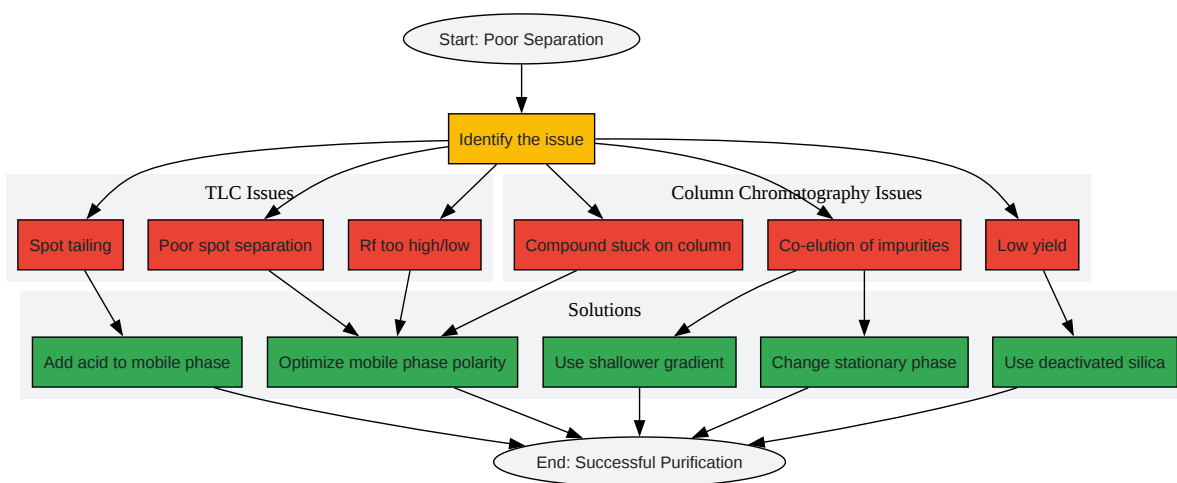 Start: Poor Separation
Identify the issue
TLC Issues
Column Chromatography Issues
Spot tailing
Poor spot separation
Rf too high/low
Compound stuck on column
Co-elution of impurities
Low yield
Solutions
Add acid to mobile phase
Optimize mobile phase polarity
Use shallower gradient
Change stationary phase
Use deactivated silica
End: Successful Purification